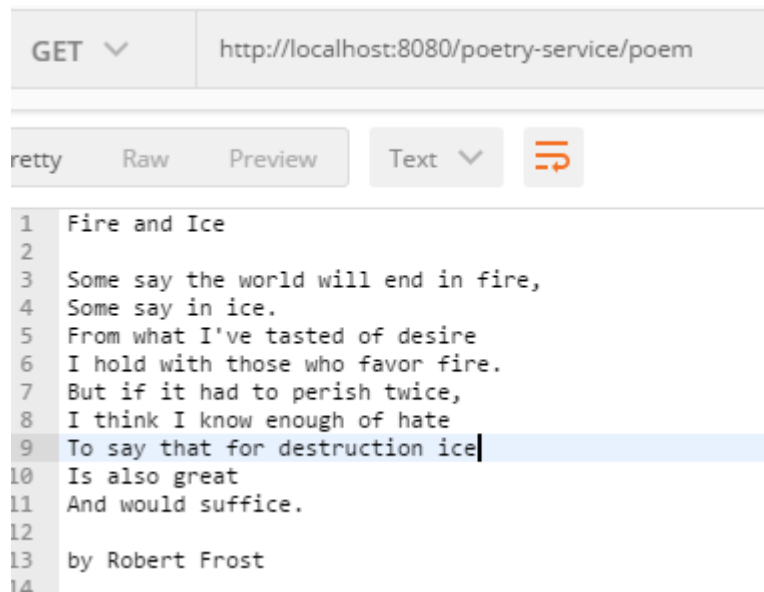 GET
http://localhost:8080/poetry-service/poem
retty Raw Preview Text
1 Fire and Ice
2
3 Some say the world will end in fire,
4 Some say in ice.
5 From what I've tasted of desire
6 I hold with those who favor fire.
7 But if it had to perish twice,
8 I think I know enough of hate
9 To say that for destruction ice
10 Is also great
11 And would suffice.
12
13 by Robert Frost
14